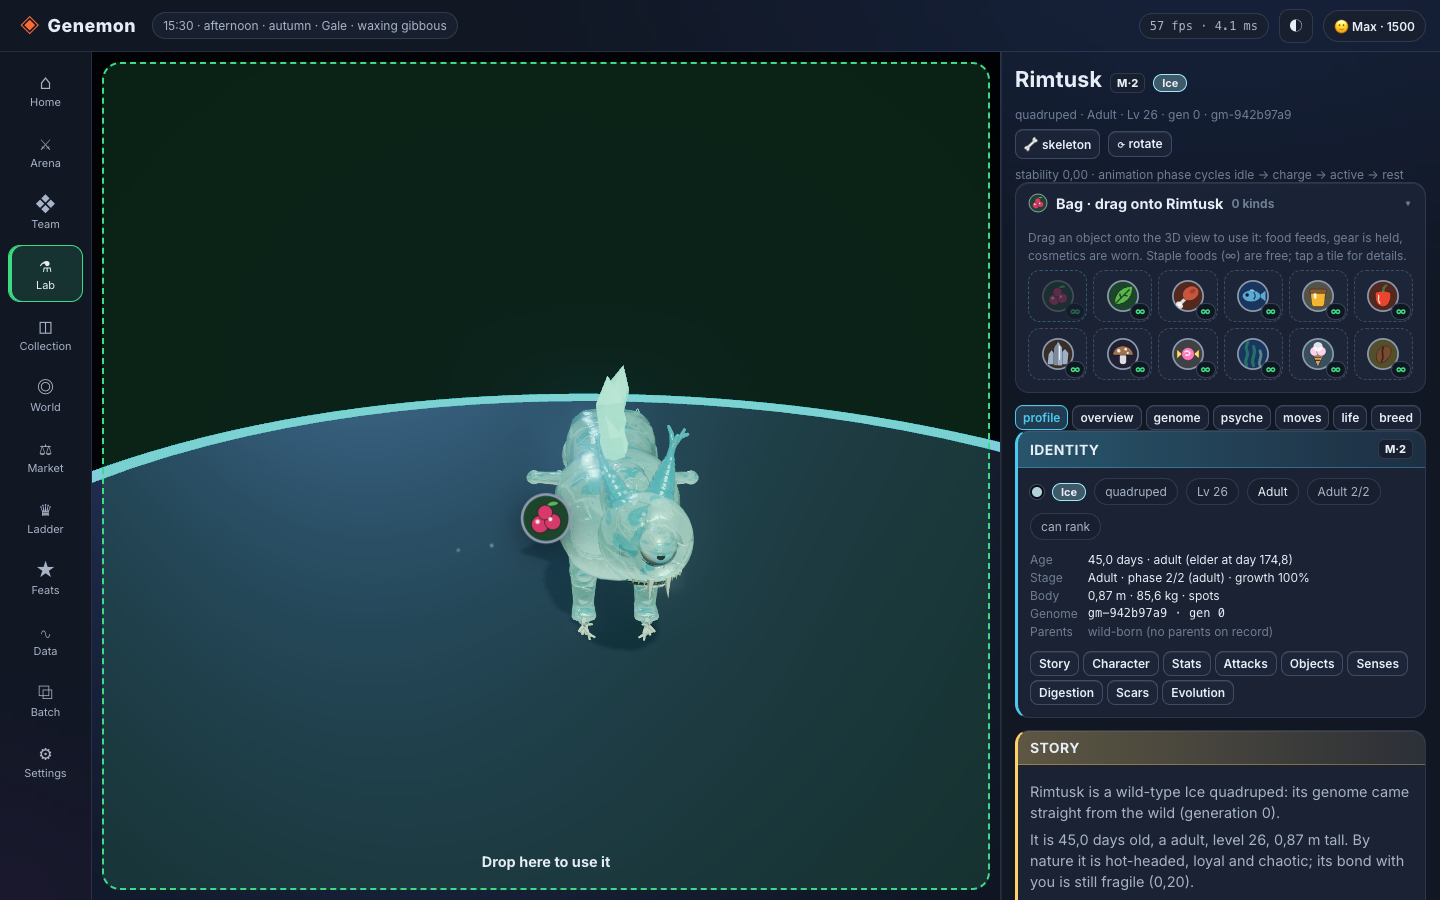 Genemon
15:30 · afternoon · autumn · Gale · waxing gibbous
57 fps · 4.1 ms
Max · 1500
Home
Arena
Team
Lab
Collection
World
Market
Ladder
Feats
Data
Batch
Settings
Drop here to use it
Rimtusk M·2 Ice
quadruped · Adult · Lv 26 · gen 0 · gm-942b97a9
skeleton
rotate
stability 0,00 · animation phase cycles idle → charge → active → rest
Bag · drag onto Rimtusk 0 kinds
Drag an object onto the 3D view to use it: food feeds, gear is held,
cosmetics are worn. Staple foods (∞) are free; tap a tile for details.
∞ ∞ ∞ ∞ ∞ ∞
∞ ∞ ∞ ∞ ∞ ∞
profile overview genome psyche moves life breed
IDENTITY M·2
Ice quadruped Lv 26 Adult Adult 2/2
can rank
Age 45,0 days · adult (elder at day 174,8)
Stage Adult · phase 2/2 (adult) · growth 100%
Body 0,87 m · 85,6 kg · spots
Genome gm-942b97a9 · gen 0
Parents wild-born (no parents on record)
Story Character Stats Attacks Objects Senses
Digestion Scars Evolution
STORY
Rimtusk is a wild-type Ice quadruped: its genome came
straight from the wild (generation 0).
It is 45,0 days old, a adult, level 26, 0,87 m tall. By
nature it is hot-headed, loyal and chaotic; its bond with
you is still fragile (0,20).